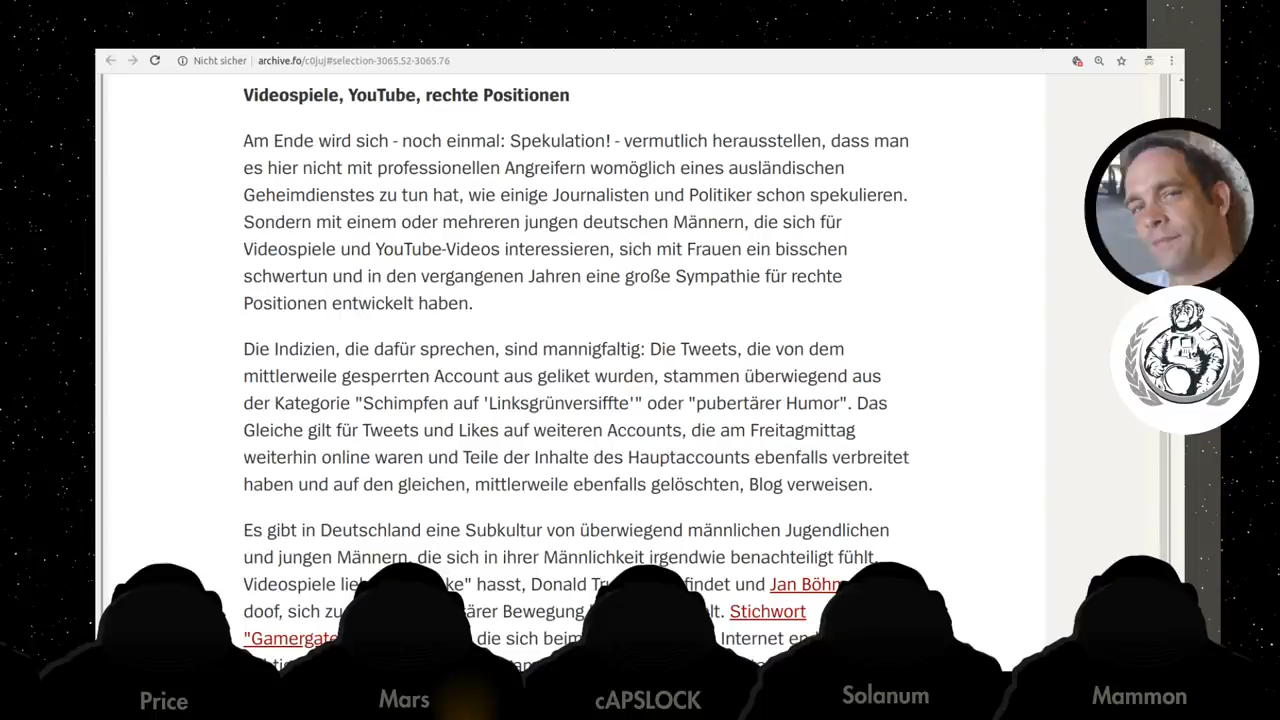 Nicht sicher archive.fo/c0juj#selection-3065.52-3065.76
Videospiele, YouTube, rechte Positionen
Am Ende wird sich - noch einmal: Spekulation! - vermutlich herausstellen, dass man
es hier nicht mit professionellen Angreifern womöglich eines ausländischen
Geheimdienstes zu tun hat, wie einige Journalisten und Politiker schon spekulieren.
Sondern mit einem oder mehreren jungen deutschen Männern, die sich für
Videospiele und YouTube-Videos interessieren, sich mit Frauen ein bisschen
schwertun und in den vergangenen Jahren eine große Sympathie für rechte
Positionen entwickelt haben.
Die Indizien, die dafür sprechen, sind mannigfaltig: Die Tweets, die von dem
mittlerweile gesperrten Account aus geliket wurden, stammen überwiegend aus
der Kategorie "Schimpfen auf 'Linksgrünversiffte'" oder "pubertärer Humor". Das
Gleiche gilt für Tweets und Likes auf weiteren Accounts, die am Freitagmittag
weiterhin online waren und Teile der Inhalte des Hauptaccounts ebenfalls verbreitet
haben und auf den gleichen, mittlerweile ebenfalls gelöschten, Blog verweisen.
Es gibt in Deutschland eine Subkultur von überwiegend männlichen Jugendlichen
und jungen Männern, die sich in ihrer Männlichkeit irgendwie benachteiligt fühlt,
Videospiele hasst, Donald findet und Jan
doof, sich Bewegung Stichwort
"Gamergate die sich beim Internet
Price
Mars
cAPSLOCK
Solanum
Mammon